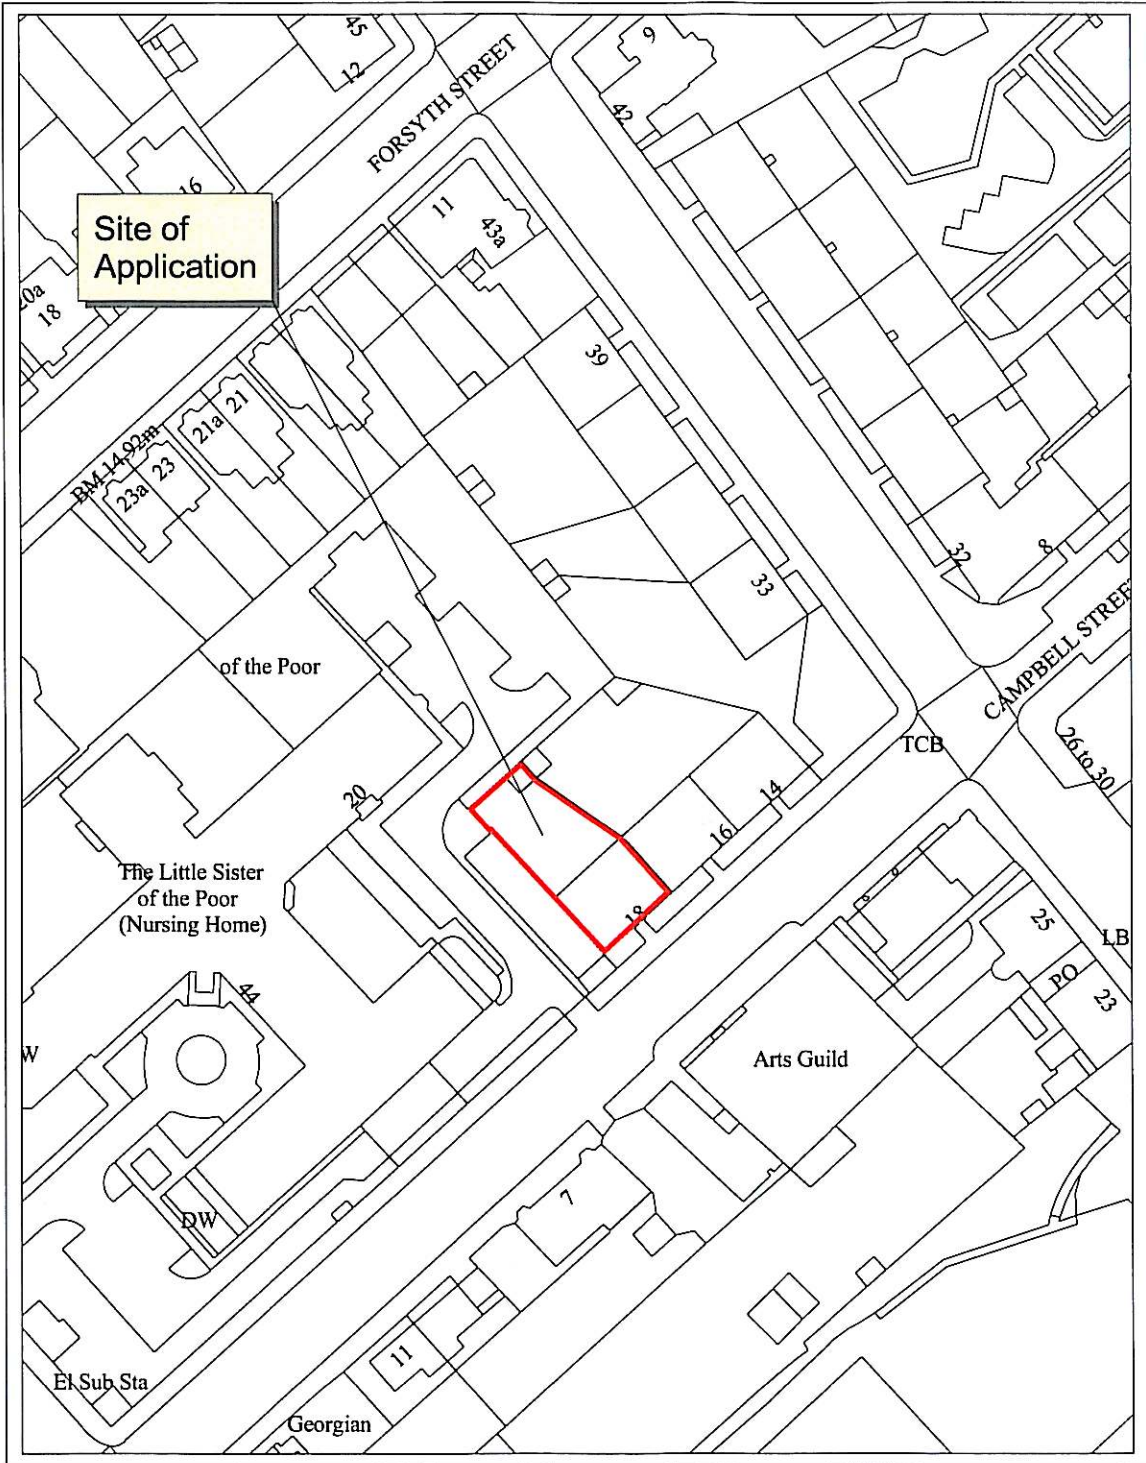 45
12
FORSYTH STREET
9
42
16
Site of
Application
11
43a
20a
18
39
21
21a
BM 14.92m
23
23a
32
8
33
CAMPBELL STREET
of the Poor
TCB
26 to 30
20
14
16
The Little Sister
of the Poor
(Nursing Home)
18
25
LB
PO
23
44
W
Arts Guild
DW
7
El Sub Sta
11
Georgian